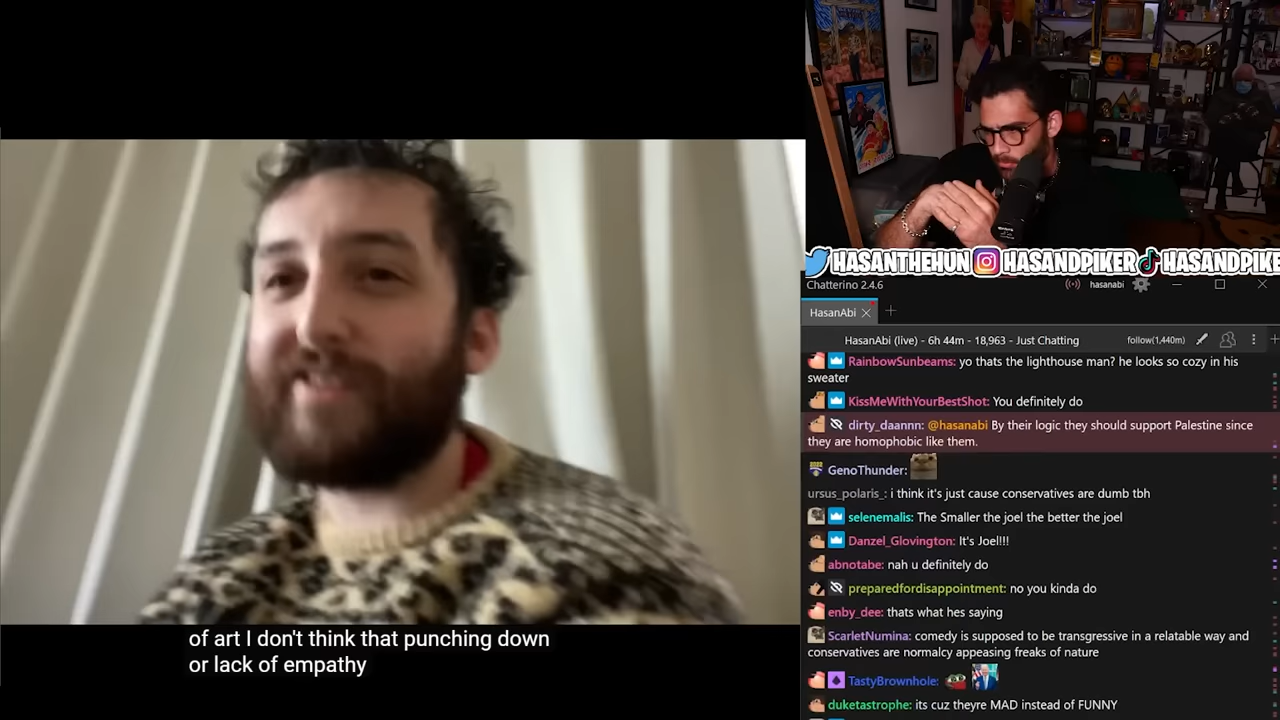 of art I don't think that punching down
or lack of empathy
HASANTHEHUN HASANDPIKER HASANDPIKE
Chatterino 2.4.6
hasanabi
HasanAbi
HasanAbi (live) - 6h 44m - 18,963 - Just Chatting
follow(1,440m)
RainbowSunbeams: yo thats the lighthouse man? he looks so cozy in his
sweater
KissMeWithYourBestShot: You definitely do
dirty_daannn: @hasanabi By their logic they should support Palestine since
they are homophobic like them.
GenoThunder:
ursus_polaris_: i think it's just cause conservatives are dumb tbh
selenemalis: The Smaller the joel the better the joel
Danzel_Glovington: It's Joel!!!
abnotabe: nah u definitely do
preparedfordisappointment: no you kinda do
enby_dee: thats what hes saying
ScarletNumina: comedy is supposed to be transgressive in a relatable way and
conservatives are normalcy appeasing freaks of nature
TastyBrownhole:
duketastrophe: its cuz theyre MAD instead of FUNNY